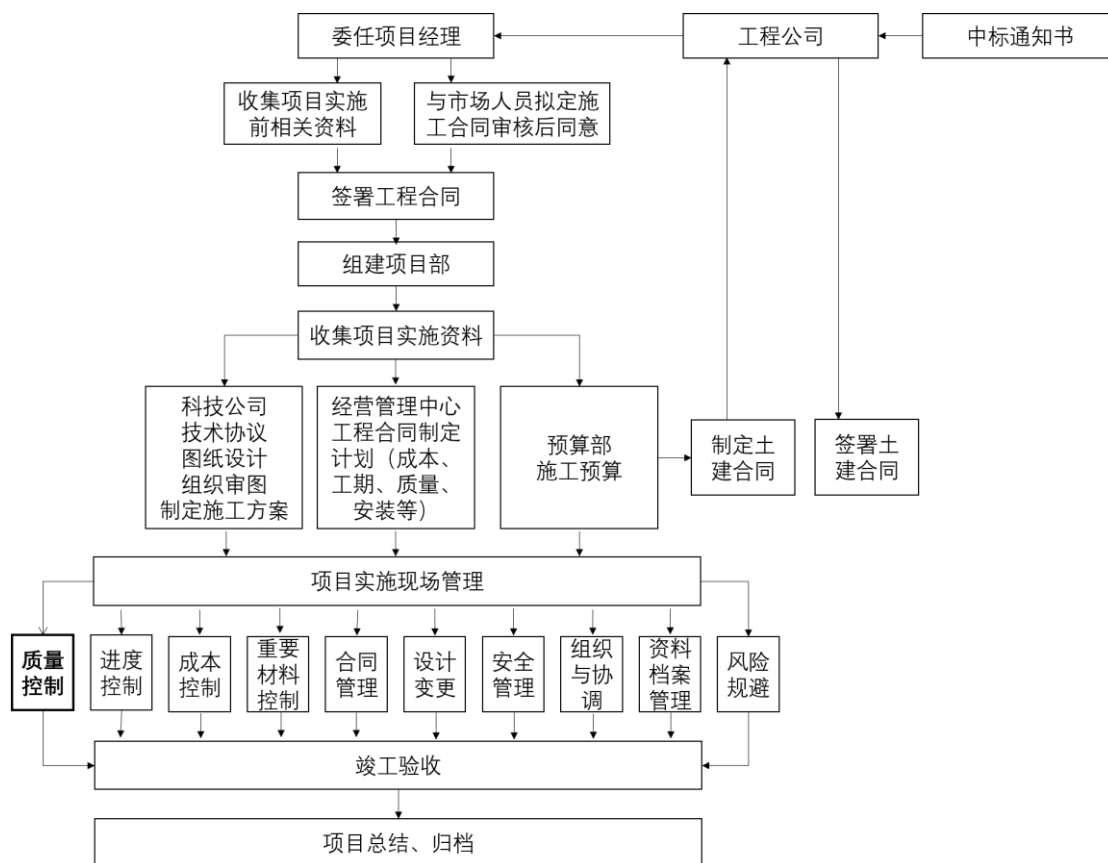 委任项目经理
工程公司
中标通知书
收集项目实施
前相关资料
与市场人员拟定施
工合同审核后同意
签署工程合同
组建项目部
收集项目实施资料
科技公司
技术协议
图纸设计
组织审图
制定施工方案
经营管理中心
工程合同制定
计划（成本、
工期、质量、
安装等）
预算部
施工预算
制定土
建合同
签署土
建合同
项目实施现场管理
质量
控制
进度
控制
成本
控制
重要
材料
控制
合同
管理
设计
变更
安全
管理
组织
与协
调
资料
档案
管理
风险
规避
竣工验收
项目总结、归档